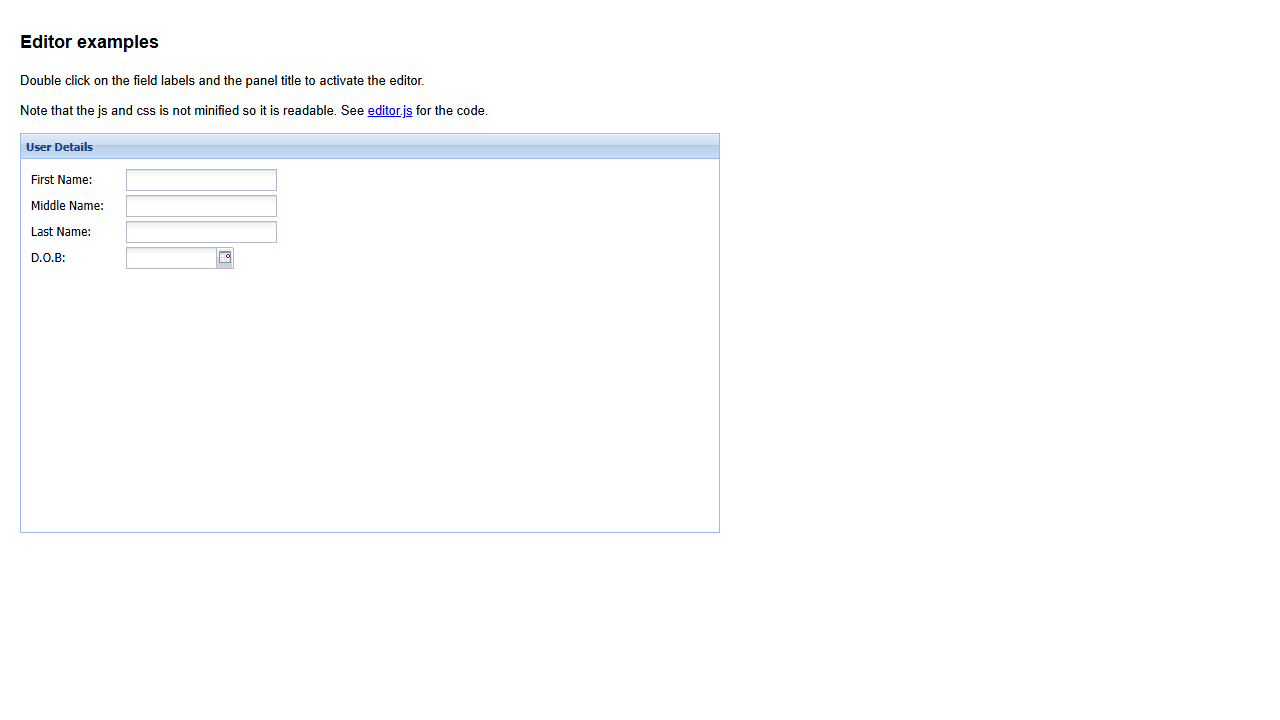 Editor examples
Double click on the field labels and the panel title to activate the editor.
Note that the js and css is not minified so it is readable. See editor.js for the code.
User Details
First Name:
Middle Name:
Last Name:
D.O.B: